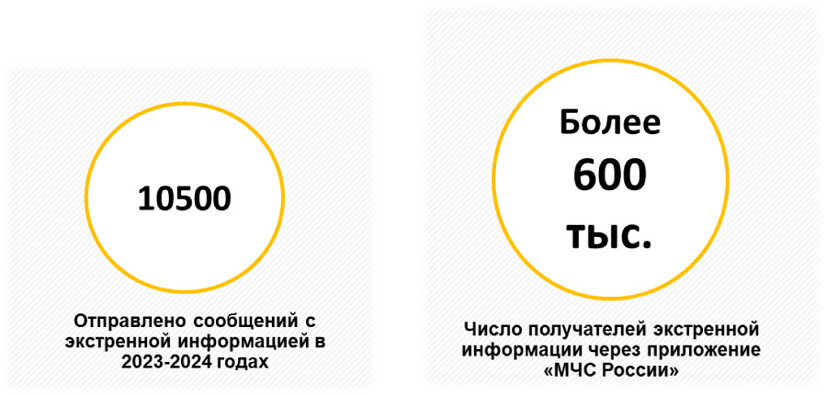 10500
Отправлено сообщений с
экстренной информацией в
2023-2024 годах
Более
600
тыс.
Число получателей экстренной
информации через приложение
«МЧС России»